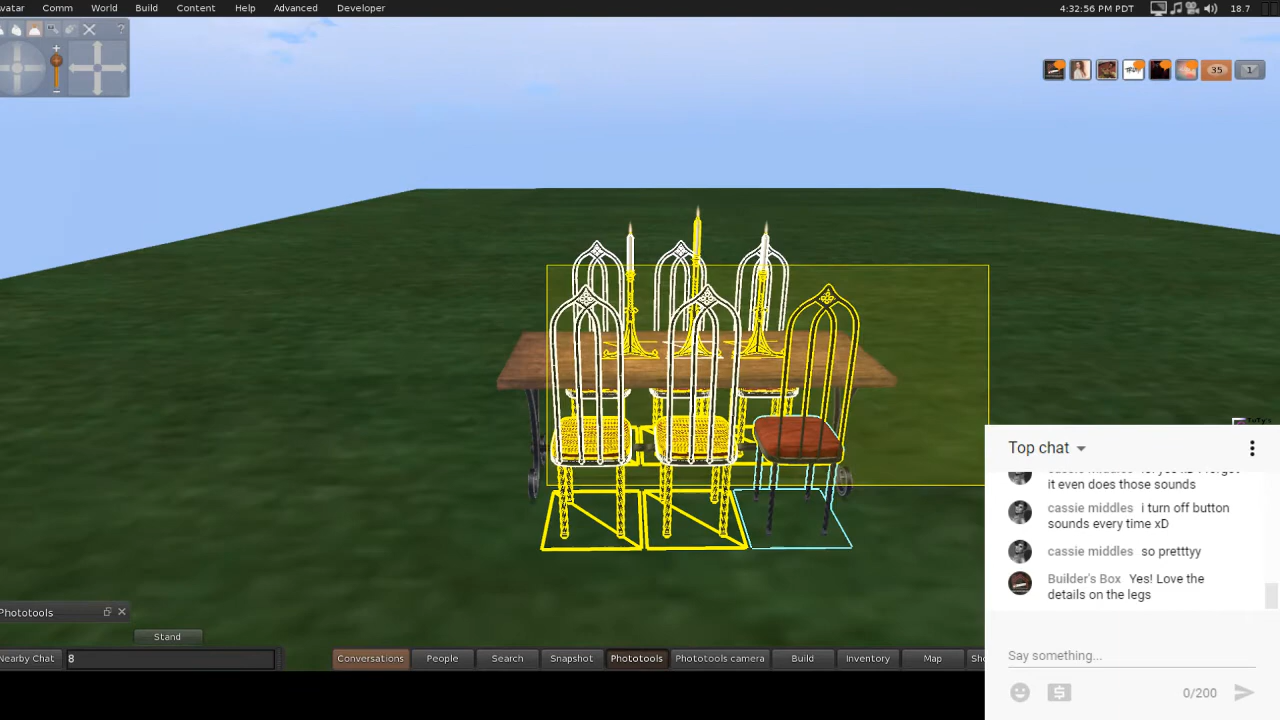 Avatar Comm World Build Content Help Advanced Developer 4:32:56 PM PDT 18.7
?
35 1
Top chat
it even does those sounds
cassie middles i turn off button
sounds every time xD
cassie middles so pretttyy
Builder's Box Yes! Love the
details on the legs
Phototools
Stand
Nearby Chat 8 Conversations People Search Snapshot Phototools Phototools camera Build Inventory Map
Say something...
0/200